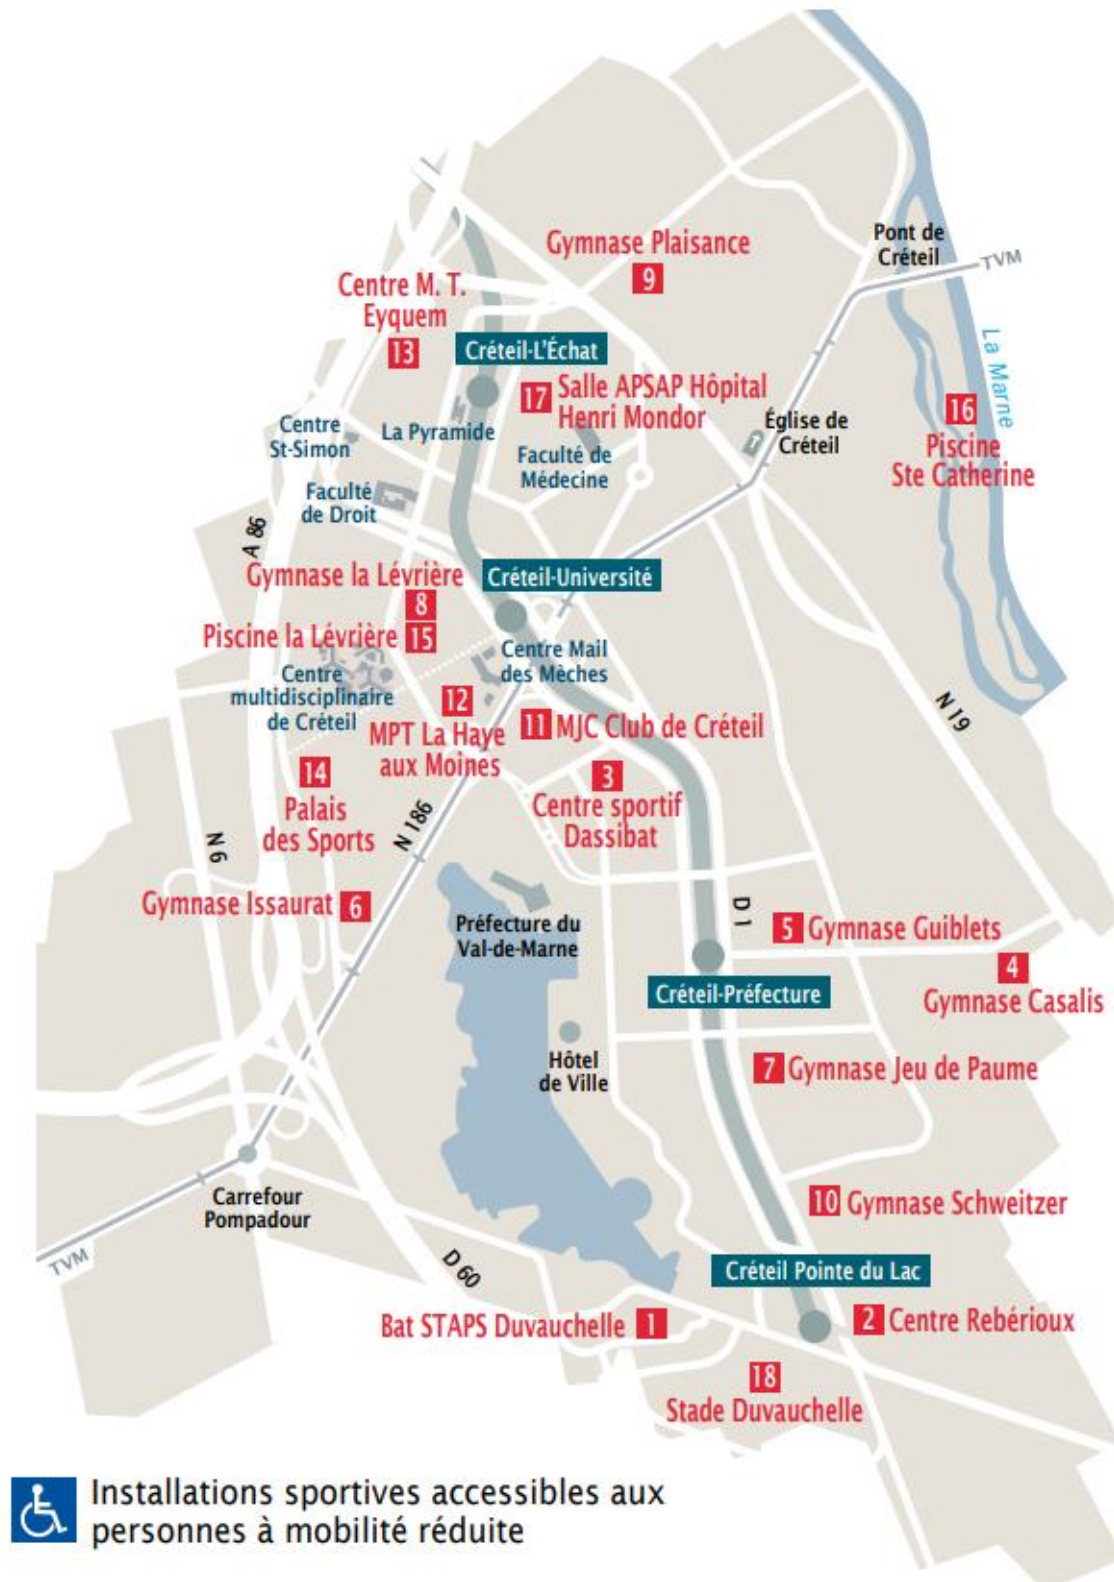 Pont de
Créteil
TVM
Gymnase Plaisance
9
Centre M. T.
Eyquem
13
Créteil-L'Échat
La Marne
17
Salle APSAP Hôpital
Henri Mondor
16
Piscine
Ste Catherine
Église de
Créteil
Centre
St-Simon
La Pyramide
Faculté de
Médecine
Faculté
de Droit
A 86
Gymnase la Lévrière
8
Créteil-Université
Piscine la Lévrière
15
Centre Mail
des Mèches
Centre
multidisciplinaire
de Créteil
12
MPT La Haye
aux Moines
11
MJC Club de Créteil
N 19
14
Palais
des Sports
3
Centre sportif
Dassibat
N 186
N 6
Gymnase Issaurat
6
Préfecture du
Val-de-Marne
D 1
5
Gymnase Guiblets
4
Gymnase Casalis
Créteil-Préfecture
Hôtel
de Ville
7
Gymnase Jeu de Paume
Carrefour
Pompadour
10
Gymnase Schweitzer
TVM
D 60
Créteil Pointe du Lac
Bat STAPS Duvauchelle
1
2
Centre Rebérioux
18
Stade Duvauchelle
Installations sportives accessibles aux
personnes à mobilité réduite